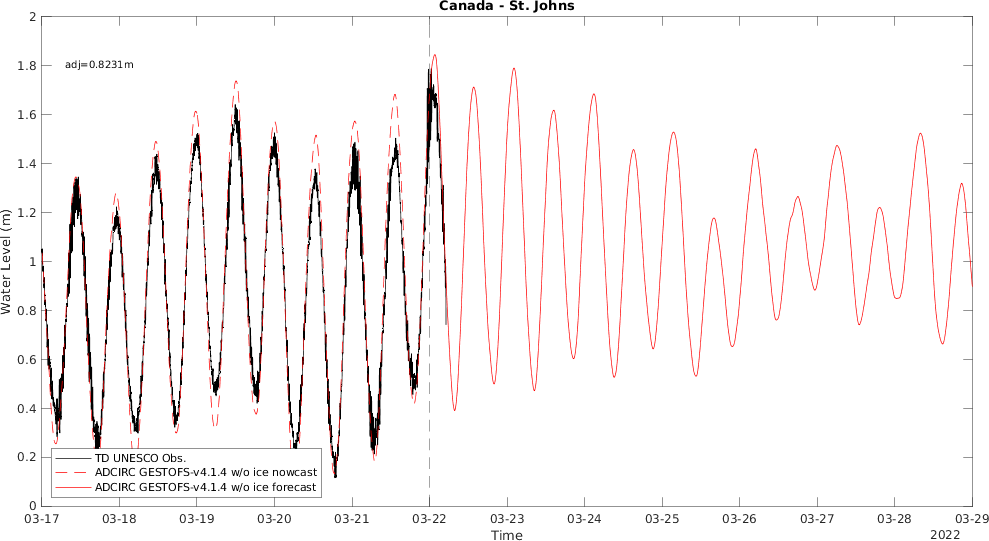 Canada - St. Johns
2
1.8
1.6
1.4
1.2
1
0.8
0.6
0.4
0.2
0
Water Level (m)
adj=0.8231m
TD UNESCO Obs.
ADCIRC GESTOFS-v4.1.4 w/o ice nowcast
ADCIRC GESTOFS-v4.1.4 w/o ice forecast
03-17 03-18 03-19 03-20 03-21 03-22 03-23 03-24 03-25 03-26 03-27 03-28 03-29
Time
2022